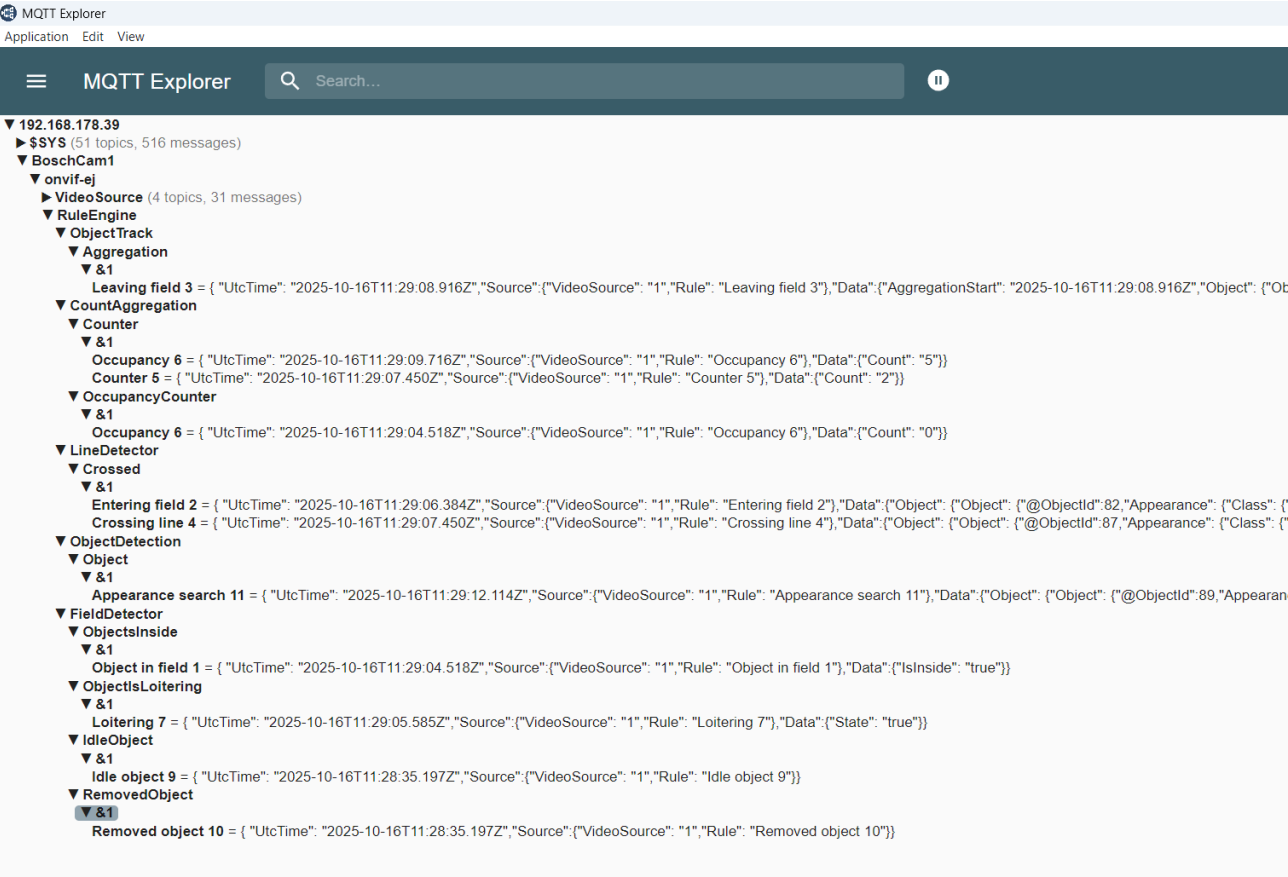 MQTT Explorer
Application Edit View
MQTT Explorer Search...
▼ 192.168.178.39
▶ $SYS (51 topics, 516 messages)
▼ BoschCam1
▼ onvif-ej
▶ VideoSource (4 topics, 31 messages)
▼ RuleEngine
▼ ObjectTrack
▼ Aggregation
▼ &1
Leaving field 3 = { "UtcTime": "2025-10-16T11:29:08.916Z","Source":{"VideoSource": "1","Rule": "Leaving field 3"},"Data":{"AggregationStart": "2025-10-16T11:29:08.916Z","Object": {"Ob
▼ CountAggregation
▼ Counter
▼ &1
Occupancy 6 = { "UtcTime": "2025-10-16T11:29:09.716Z","Source":{"VideoSource": "1","Rule": "Occupancy 6"},"Data":{"Count": "5"}}
Counter 5 = { "UtcTime": "2025-10-16T11:29:07.450Z","Source":{"VideoSource": "1","Rule": "Counter 5"},"Data":{"Count": "2"}}
▼ OccupancyCounter
▼ &1
Occupancy 6 = { "UtcTime": "2025-10-16T11:29:04.518Z","Source":{"VideoSource": "1","Rule": "Occupancy 6"},"Data":{"Count": "0"}}
▼ LineDetector
▼ Crossed
▼ &1
Entering field 2 = { "UtcTime": "2025-10-16T11:29:06.384Z","Source":{"VideoSource": "1","Rule": "Entering field 2"},"Data":{"Object": {"Object": {"@ObjectId":82,"Appearance": {"Class": {"
Crossing line 4 = { "UtcTime": "2025-10-16T11:29:07.450Z","Source":{"VideoSource": "1","Rule": "Crossing line 4"},"Data":{"Object": {"Object": {"@ObjectId":87,"Appearance": {"Class": {"
▼ ObjectDetection
▼ Object
▼ &1
Appearance search 11 = { "UtcTime": "2025-10-16T11:29:12.114Z","Source":{"VideoSource": "1","Rule": "Appearance search 11"},"Data":{"Object": {"Object": {"@ObjectId":89,"Appearan
▼ FieldDetector
▼ ObjectsInside
▼ &1
Object in field 1 = { "UtcTime": "2025-10-16T11:29:04.518Z","Source":{"VideoSource": "1","Rule": "Object in field 1"},"Data":{"IsInside": "true"}}
▼ ObjectIsLoitering
▼ &1
Loitering 7 = { "UtcTime": "2025-10-16T11:29:05.585Z","Source":{"VideoSource": "1","Rule": "Loitering 7"},"Data":{"State": "true"}}
▼ IdleObject
▼ &1
Idle object 9 = { "UtcTime": "2025-10-16T11:28:35.197Z","Source":{"VideoSource": "1","Rule": "Idle object 9"}}
▼ RemovedObject
▼ &1
Removed object 10 = { "UtcTime": "2025-10-16T11:28:35.197Z","Source":{"VideoSource": "1","Rule": "Removed object 10"}}